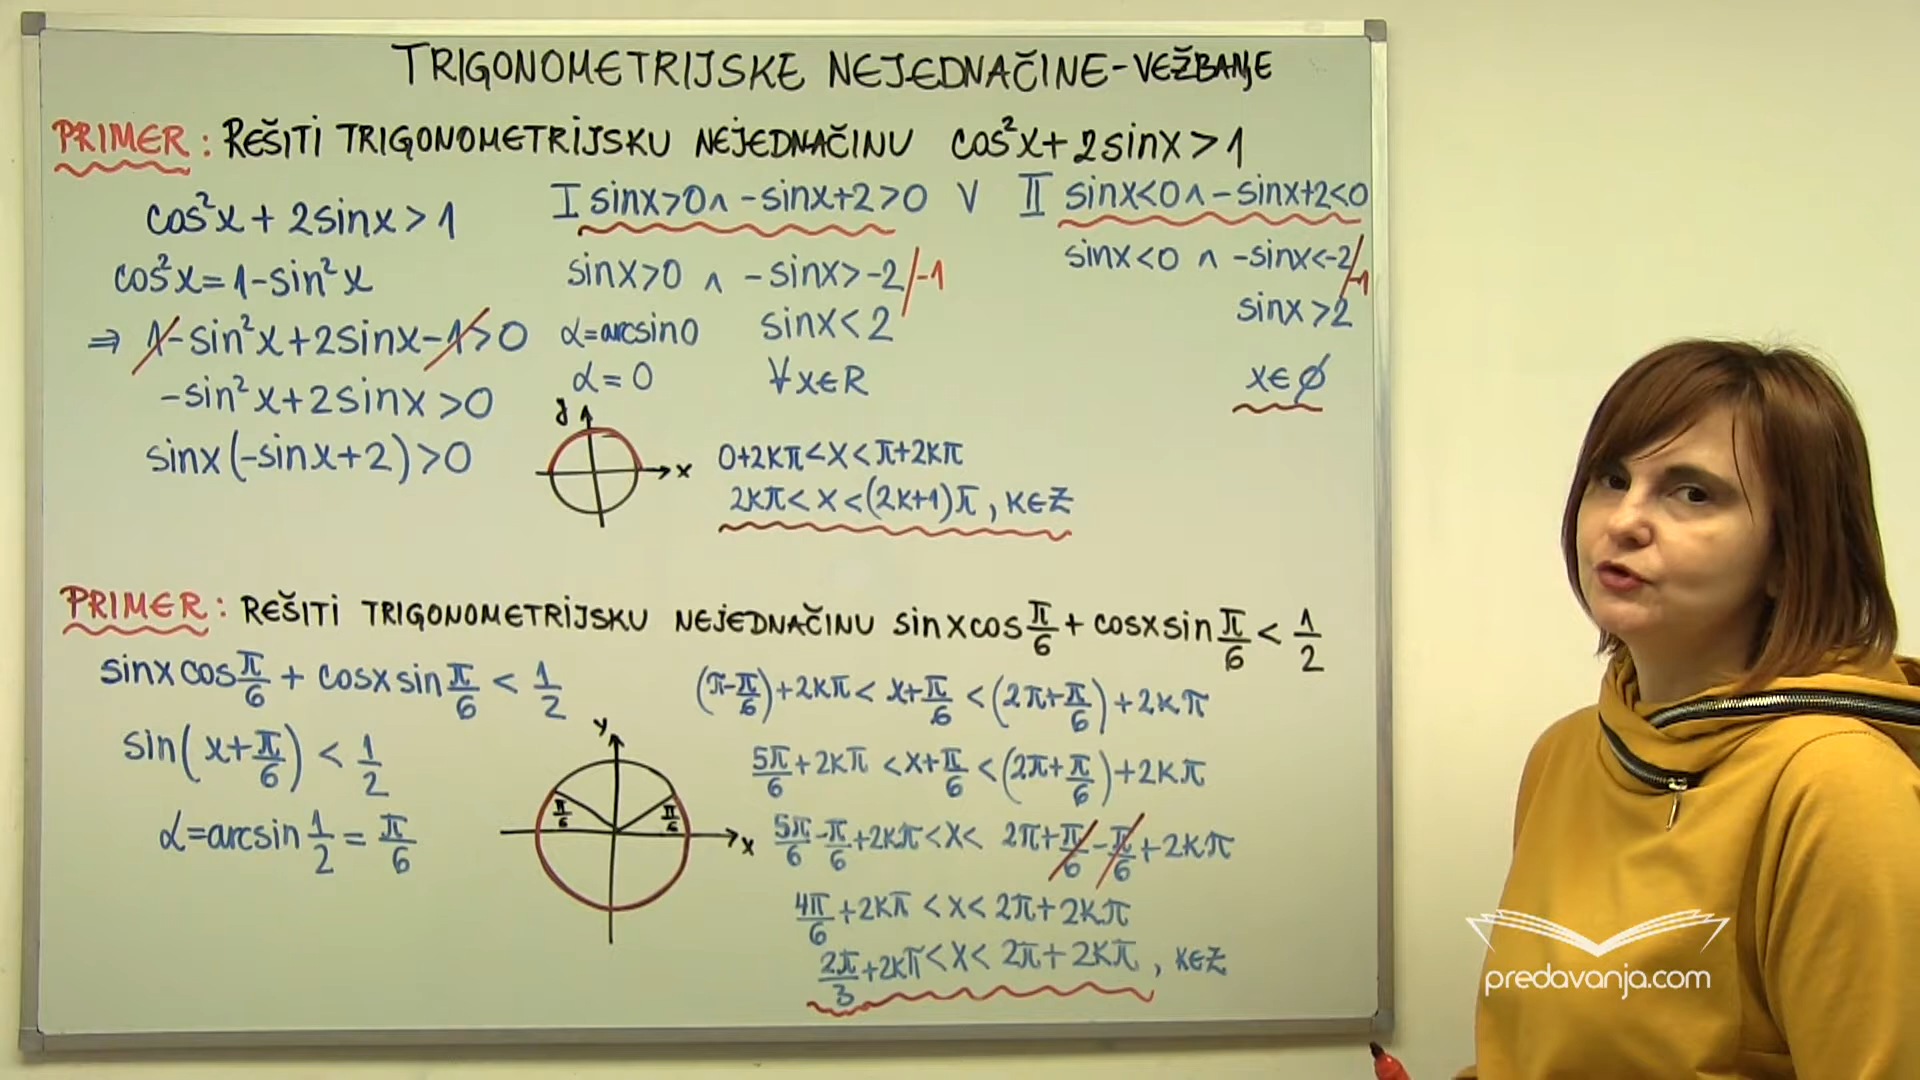 TRIGONOMETRIJSKE NEJEDNAČINE-VEŽBANJE
PRIMER: REŠITI TRIGONOMETRIJSKU NEJEDNAČINU cos²x+2sinx>1
cos²x+2sinx>1
cos²x=1-sin²x
⇒ 1-sin²x+2sinx-1>0
-sin²x+2sinx>0
sinx(-sinx+2)>0
I sinx>0 ∧ -sinx+2>0 V II sinx<0 ∧ -sinx+2<0
sinx>0 ∧ -sinx>-2/-1
α=arcsin0 sinx<2
α=0 ∀x∈R
y
x
0+2kπ<x<π+2kπ
2kπ<x<(2k+1)π, k∈Z
sinx<0 ∧ -sinx<-2/-1
sinx>2
x∈∅
PRIMER: REŠITI TRIGONOMETRIJSKU NEJEDNAČINU sinxcosπ/6+cosxsinπ/6<1/2
sinxcosπ/6+cosxsinπ/6<1/2
sin(x+π/6)<1/2
α=arcsin1/2=π/6
y
π/6 π/6
x
(π-π/6)+2kπ<x+π/6<(2π+π/6)+2kπ
5π/6+2kπ<x+π/6<(2π+π/6)+2kπ
5π/6-π/6+2kπ<x<2π+π/6-π/6+2kπ
4π/6+2kπ<x<2π+2kπ
2π/3+2kπ<x<2π+2kπ, k∈Z
predavanja.com